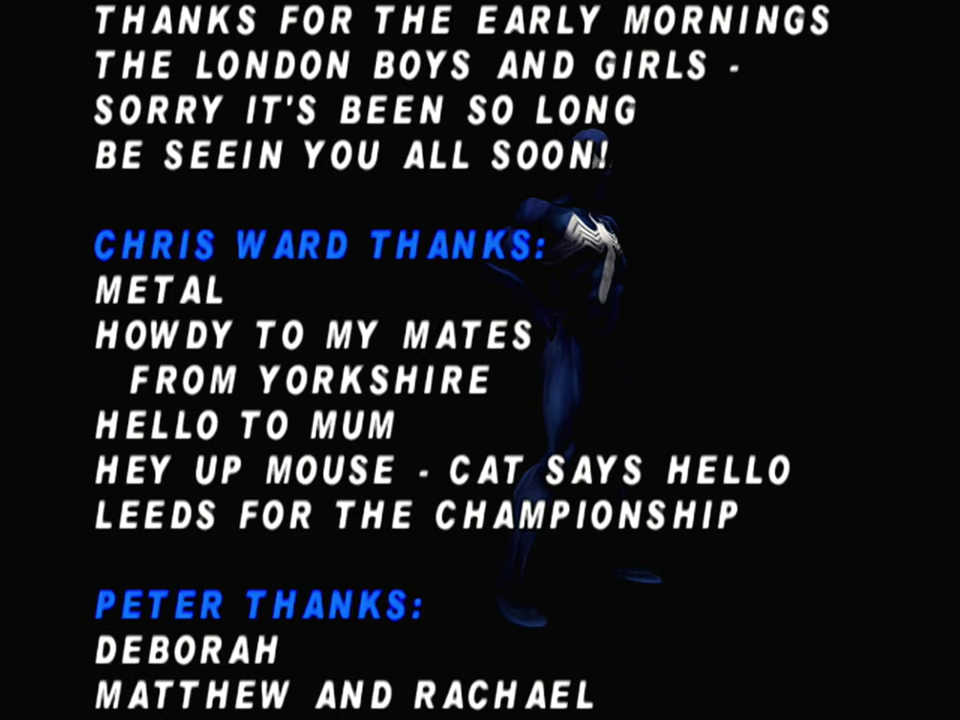 THANKS FOR THE EARLY MORNINGS
THE LONDON BOYS AND GIRLS -
SORRY IT'S BEEN SO LONG
BE SEEIN YOU ALL SOON!
CHRIS WARD THANKS:
METAL
HOWDY TO MY MATES
FROM YORKSHIRE
HELLO TO MUM
HEY UP MOUSE - CAT SAYS HELLO
LEEDS FOR THE CHAMPIONSHIP
PETER THANKS:
DEBORAH
MATTHEW AND RACHAEL